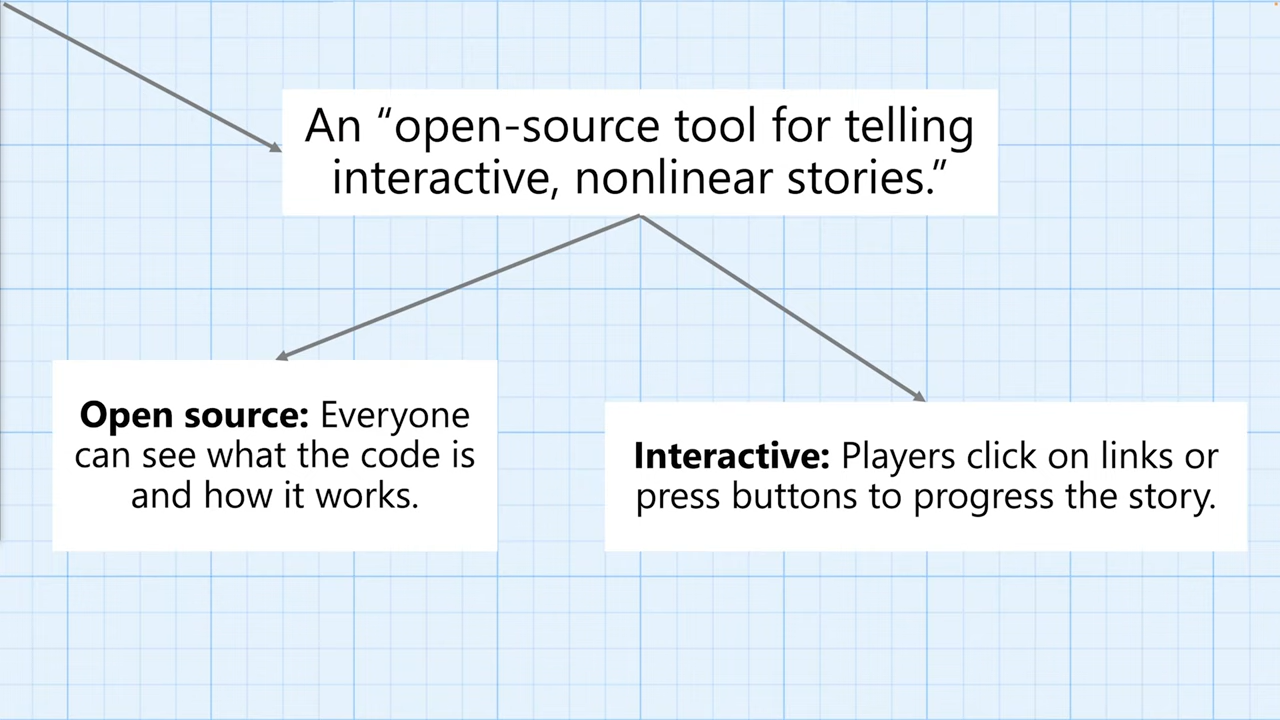 An “open-source tool for telling
interactive, nonlinear stories.”
Open source: Everyone
can see what the code is
and how it works.
Interactive: Players click on links or
press buttons to progress the story.